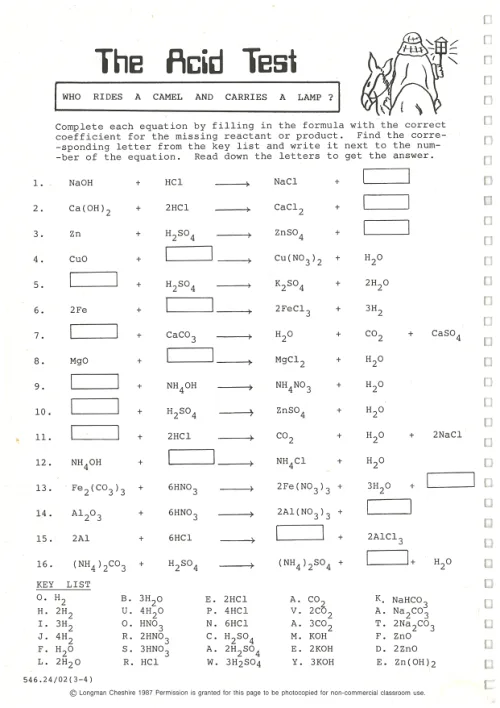 The Acid Test
WHO RIDES A CAMEL AND CARRIES A LAMP ?
Complete each equation by filling in the formula with the correct
coefficient for the missing reactant or product. Find the corre-
-sponding letter from the key list and write it next to the num-
-ber of the equation. Read down the letters to get the answer.
1. NaOH + HCl → NaCl +
2. Ca(OH)2 + 2HCl → CaCl2 +
3. Zn + H2SO4 → ZnSO4 +
4. CuO + → Cu(NO3)2 + H2O
5. + H2SO4 → K2SO4 + 2H2O
6. 2Fe + → 2FeCl3 + 3H2
7. + CaCO3 → H2O + CO2 + CaSO4
8. MgO + → MgCl2 + H2O
9. + NH4OH → NH4NO3 + H2O
10. + H2SO4 → ZnSO4 + H2O
11. + 2HCl → CO2 + H2O + 2NaCl
12. NH4OH + → NH4Cl + H2O
13. Fe2(CO3)3 + 6HNO3 → 2Fe(NO3)3 + 3H2O +
14. Al2O3 + 6HNO3 → 2Al(NO3)3 +
15. 2Al + 6HCl → + 2AlCl3
16. (NH4)2CO3 + H2SO4 → (NH4)2SO4 + + H2O
KEY LIST
O. H2 B. 3H2O E. 2HCl A. CO2 K. NaHCO3
H. 2H2 U. 4H2O P. 4HCl V. 2CO2 A. Na2CO3
I. 3H2 O. HNO3 N. 6HCl A. 3CO2 T. 2Na2CO3
J. 4H2 R. 2HNO3 C. H2SO4 M. KOH F. ZnO
F. H2O S. 3HNO3 A. 2H2SO4 E. 2KOH D. 2ZnO
L. 2H2O R. HCl W. 3H2SO4 Y. 3KOH E. Zn(OH)2
546.24/02(3-4)
© Longman Cheshire 1987 Permission is granted for this page to be photocopied for non-commercial classroom use.